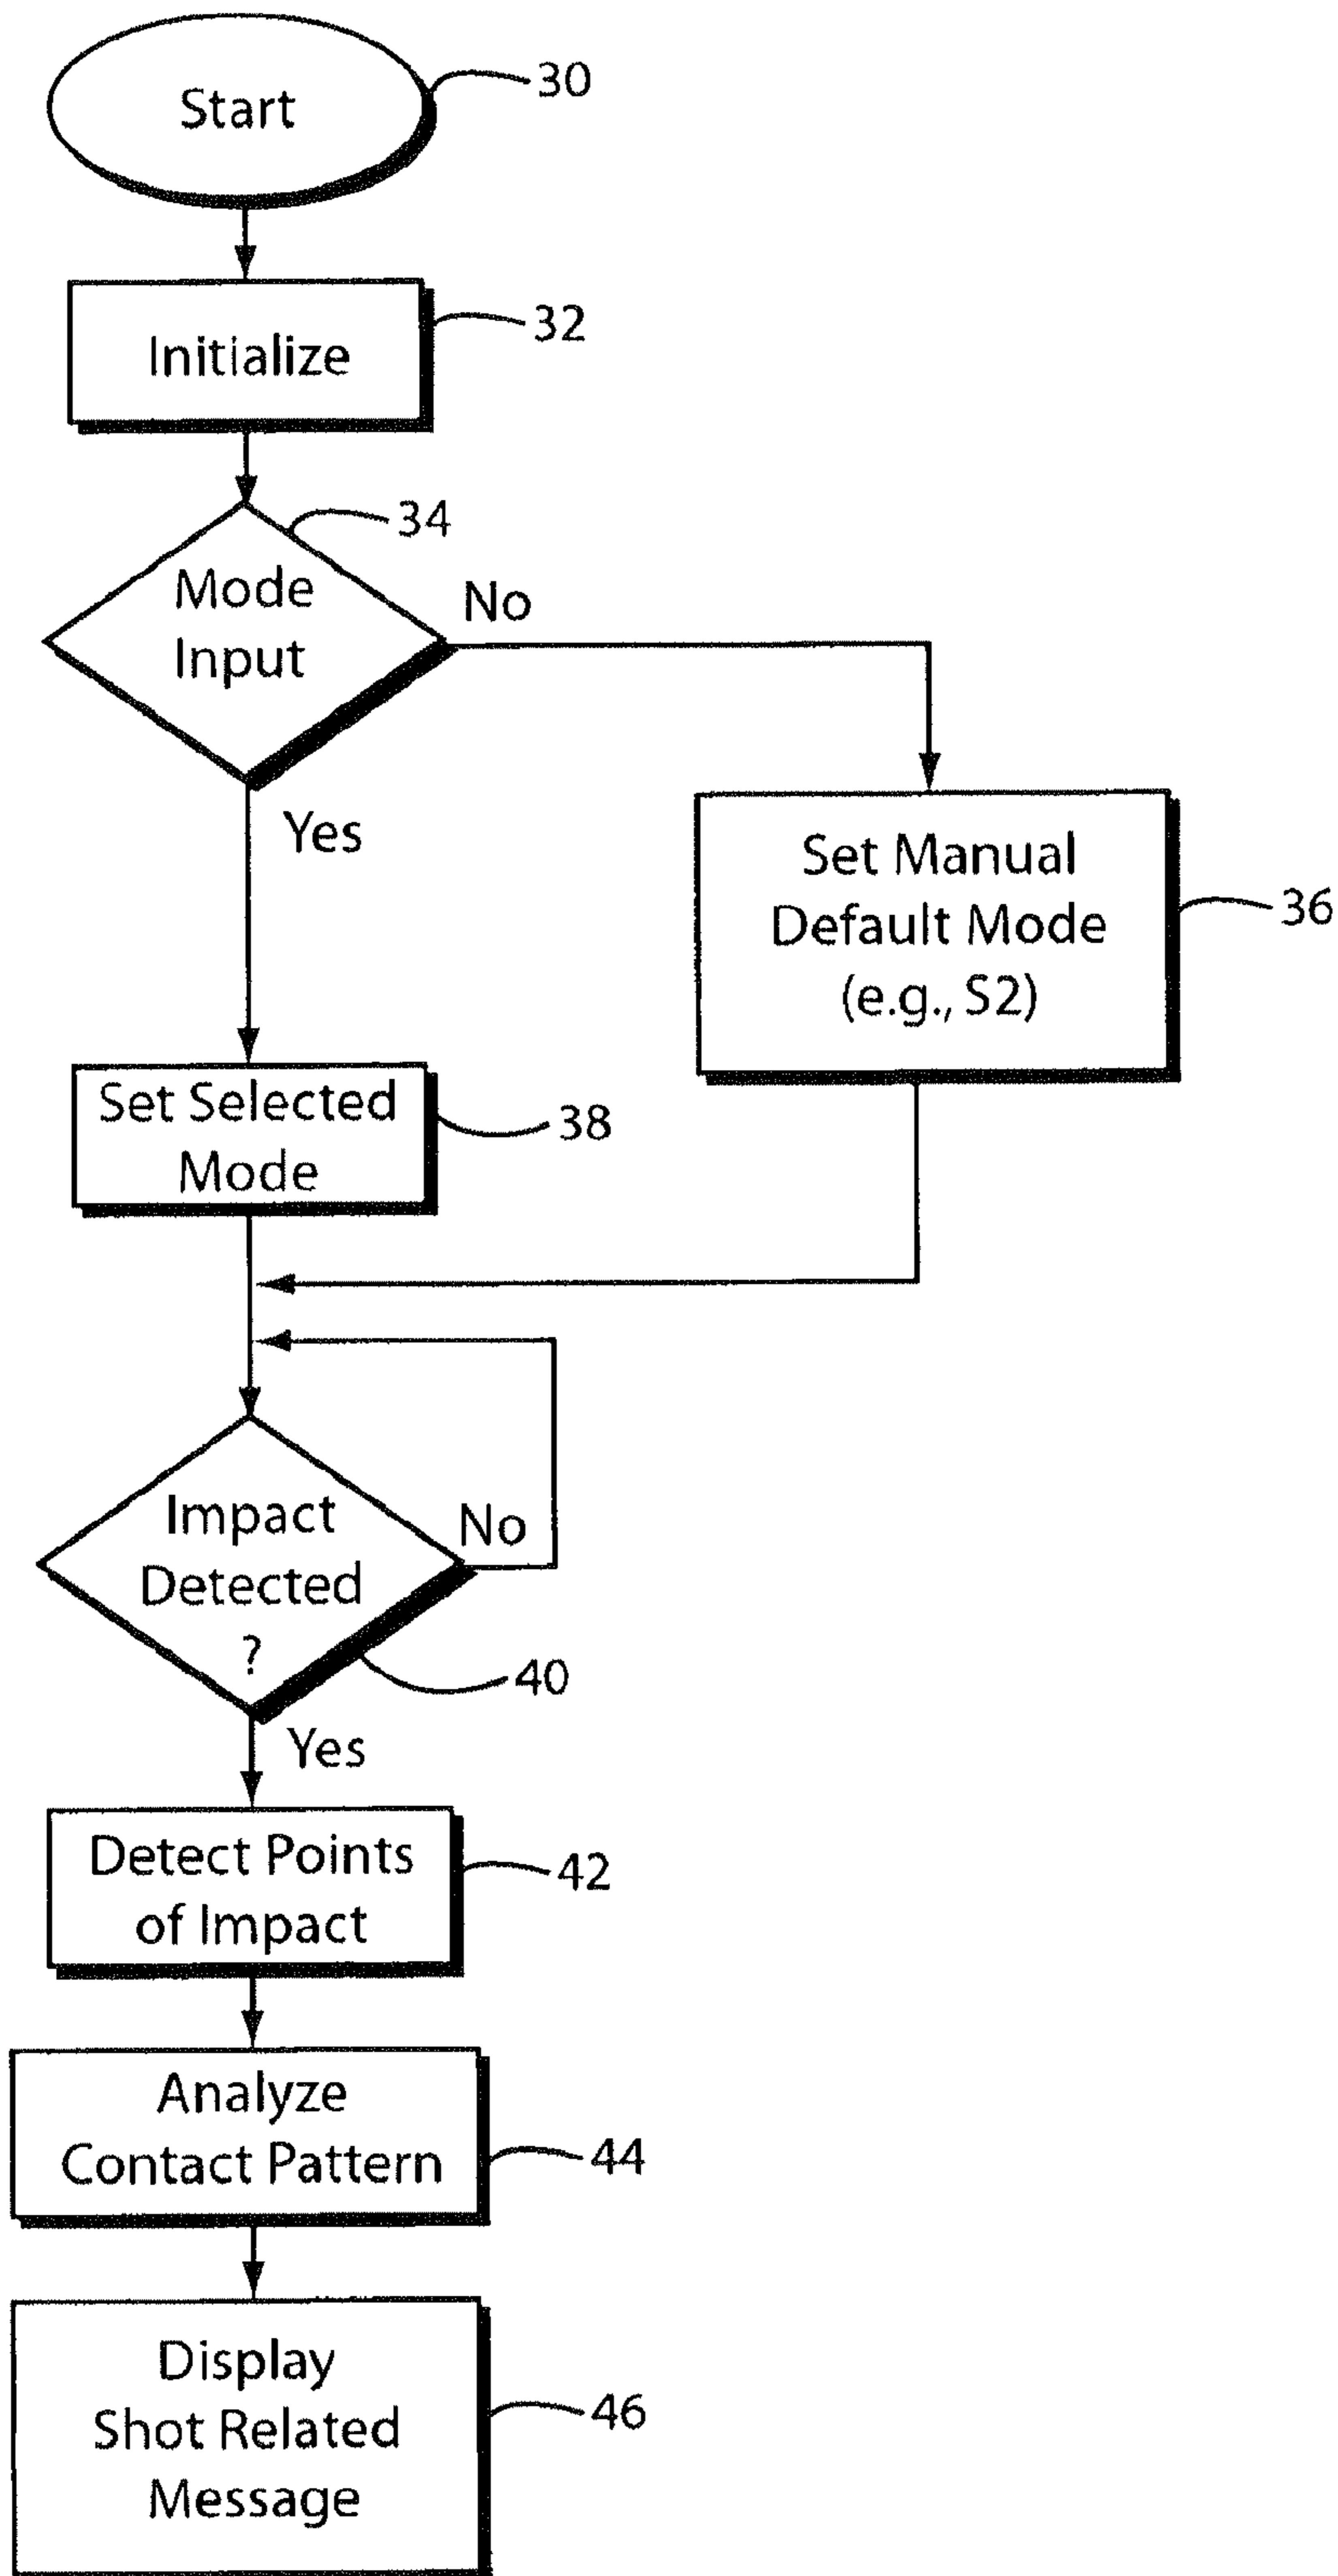 Start
30
Initialize
32
34
Mode
Input
No
Yes
Set Manual
Default Mode
(e.g., S2)
36
Set Selected
Mode
38
Impact
Detected
?
No
40
Yes
Detect Points
of Impact
42
Analyze
Contact Pattern
44
Display
Shot Related
Message
46